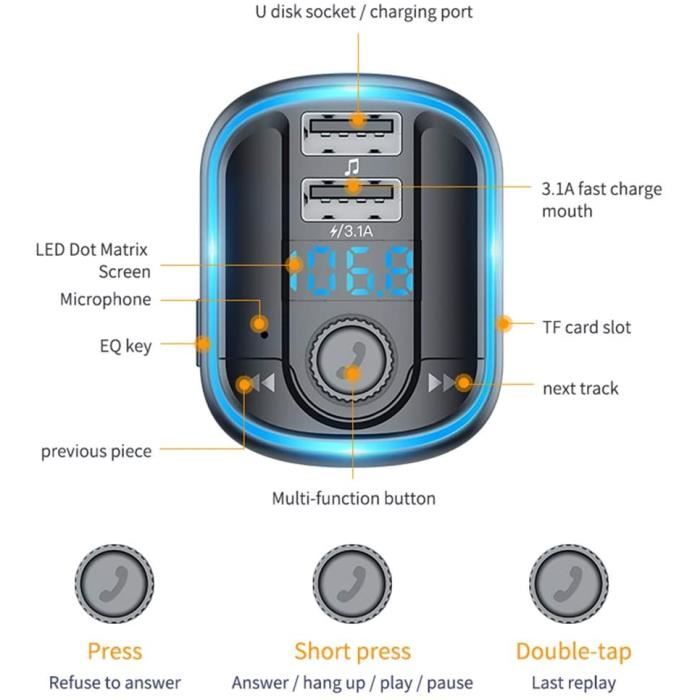 U disk socket / charging port
3.1A fast charge
mouth
⚡/3.1A
LED Dot Matrix
Screen
106.8
Microphone
TF card slot
EQ key
next track
previous piece
Multi-function button
Press
Short press
Double-tap
Refuse to answer
Answer / hang up / play / pause
Last replay